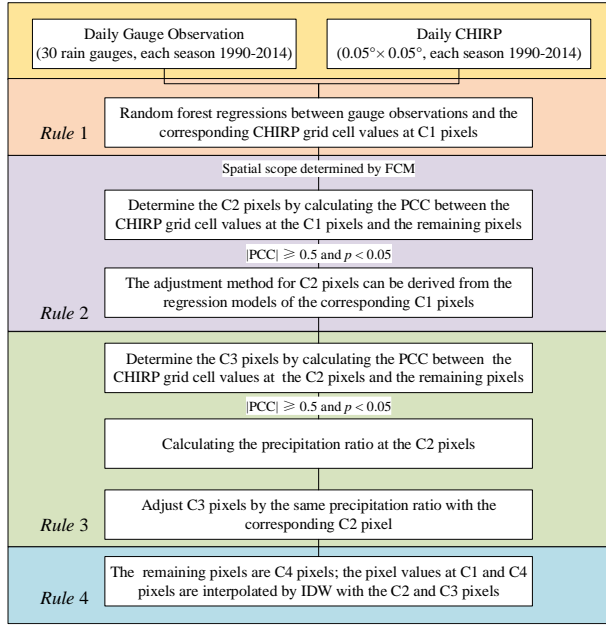 Daily Gauge Observation
(30 rain gauges, each season 1990-2014)
Daily CHIRP
(0.05°× 0.05°, each season 1990-2014)
Random forest regressions between gauge observations and the
corresponding CHIRP grid cell values at C1 pixels
Rule 1
Spatial scope determined by FCM
Determine the C2 pixels by calculating the PCC between the
CHIRP grid cell values at the C1 pixels and the remaining pixels
|PCC| ≥ 0.5 and p < 0.05
The adjustment method for C2 pixels can be derived from the
regression models of the corresponding C1 pixels
Rule 2
Determine the C3 pixels by calculating the PCC between the
CHIRP grid cell values at the C2 pixels and the remaining pixels
|PCC| ≥ 0.5 and p < 0.05
Calculating the precipitation ratio at the C2 pixels
Adjust C3 pixels by the same precipitation ratio with the
corresponding C2 pixel
Rule 3
The remaining pixels are C4 pixels; the pixel values at C1 and C4
pixels are interpolated by IDW with the C2 and C3 pixels
Rule 4